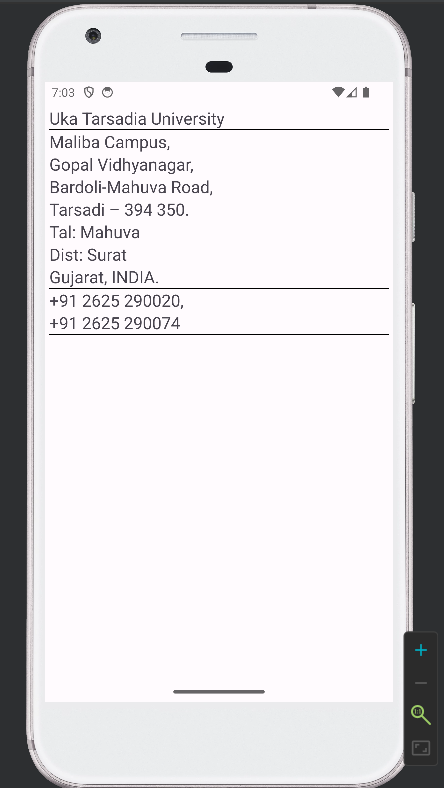 7:03
Uka Tarsadia University
Maliba Campus,
Gopal Vidhyanagar,
Bardoli-Mahuva Road,
Tarsadi – 394 350.
Tal: Mahuva
Dist: Surat
Gujarat, INDIA.
+91 2625 290020,
+91 2625 290074